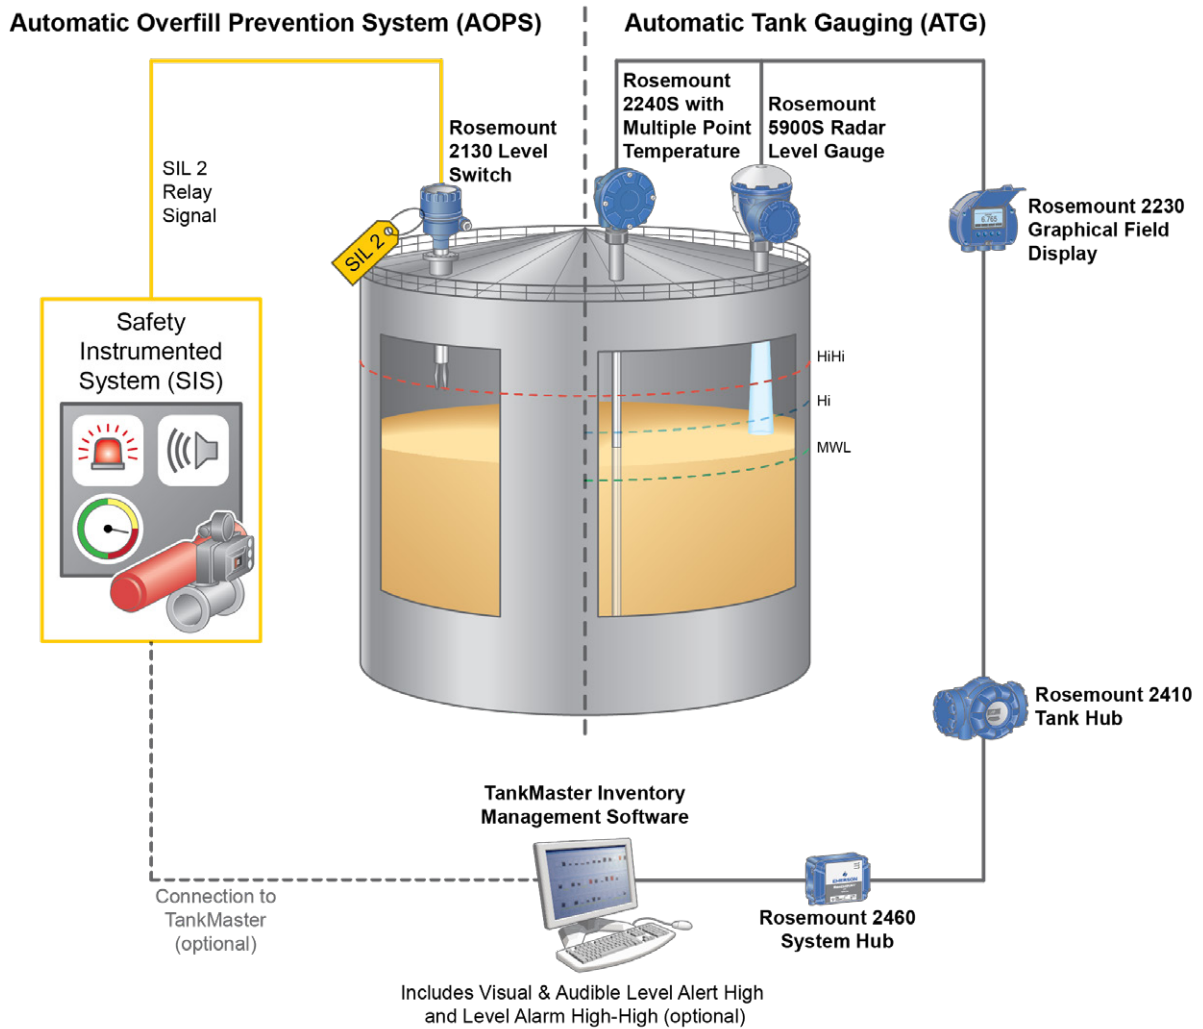 Automatic Overfill Prevention System (AOPS)
Automatic Tank Gauging (ATG)
Rosemount
2240S with
Multiple Point
Temperature
Rosemount
5900S Radar
Level Gauge
Rosemount
2130 Level
Switch
SIL 2
Relay
Signal
SIL 2
6.765
Rosemount 2230
Graphical Field
Display
Safety
Instrumented
System (SIS)
HiHi
Hi
MWL
Rosemount 2410
Tank Hub
TankMaster Inventory
Management Software
EMERSON
Connection to
TankMaster
(optional)
Rosemount 2460
System Hub
Includes Visual & Audible Level Alert High
and Level Alarm High-High (optional)